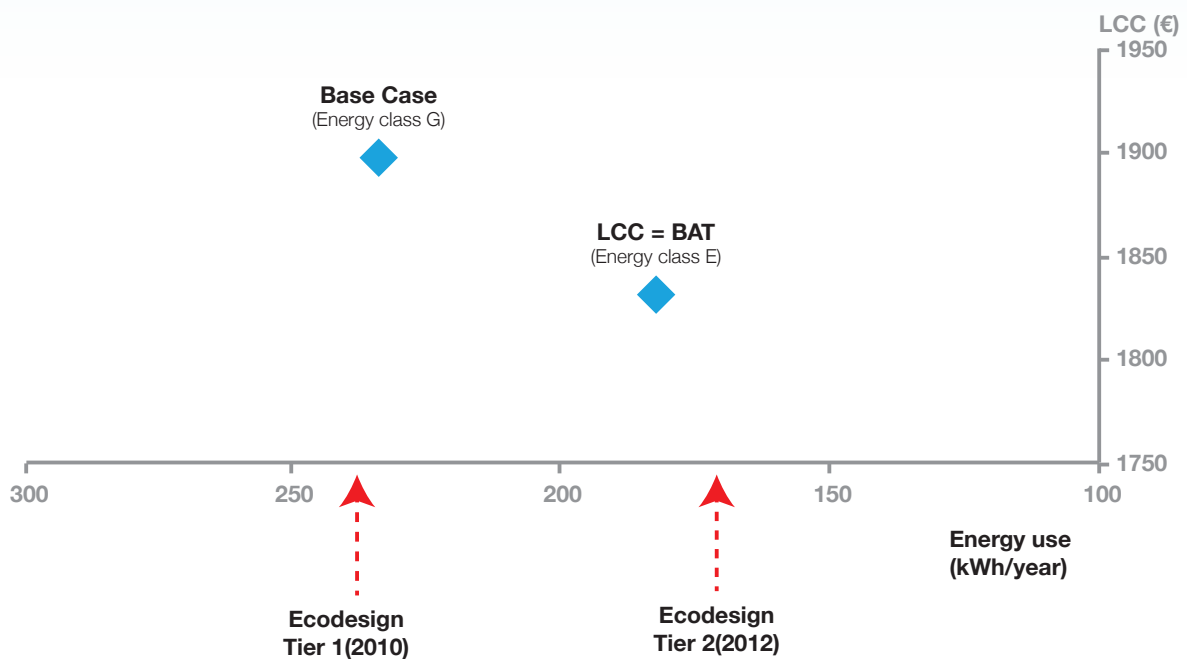 LCC (€)
1950
Base Case
(Energy class G)
1900
LCC = BAT
(Energy class E)
1850
1800
1750
300
250
200
150
100
Energy use
(kWh/year)
Ecodesign
Tier 1(2010)
Ecodesign
Tier 2(2012)